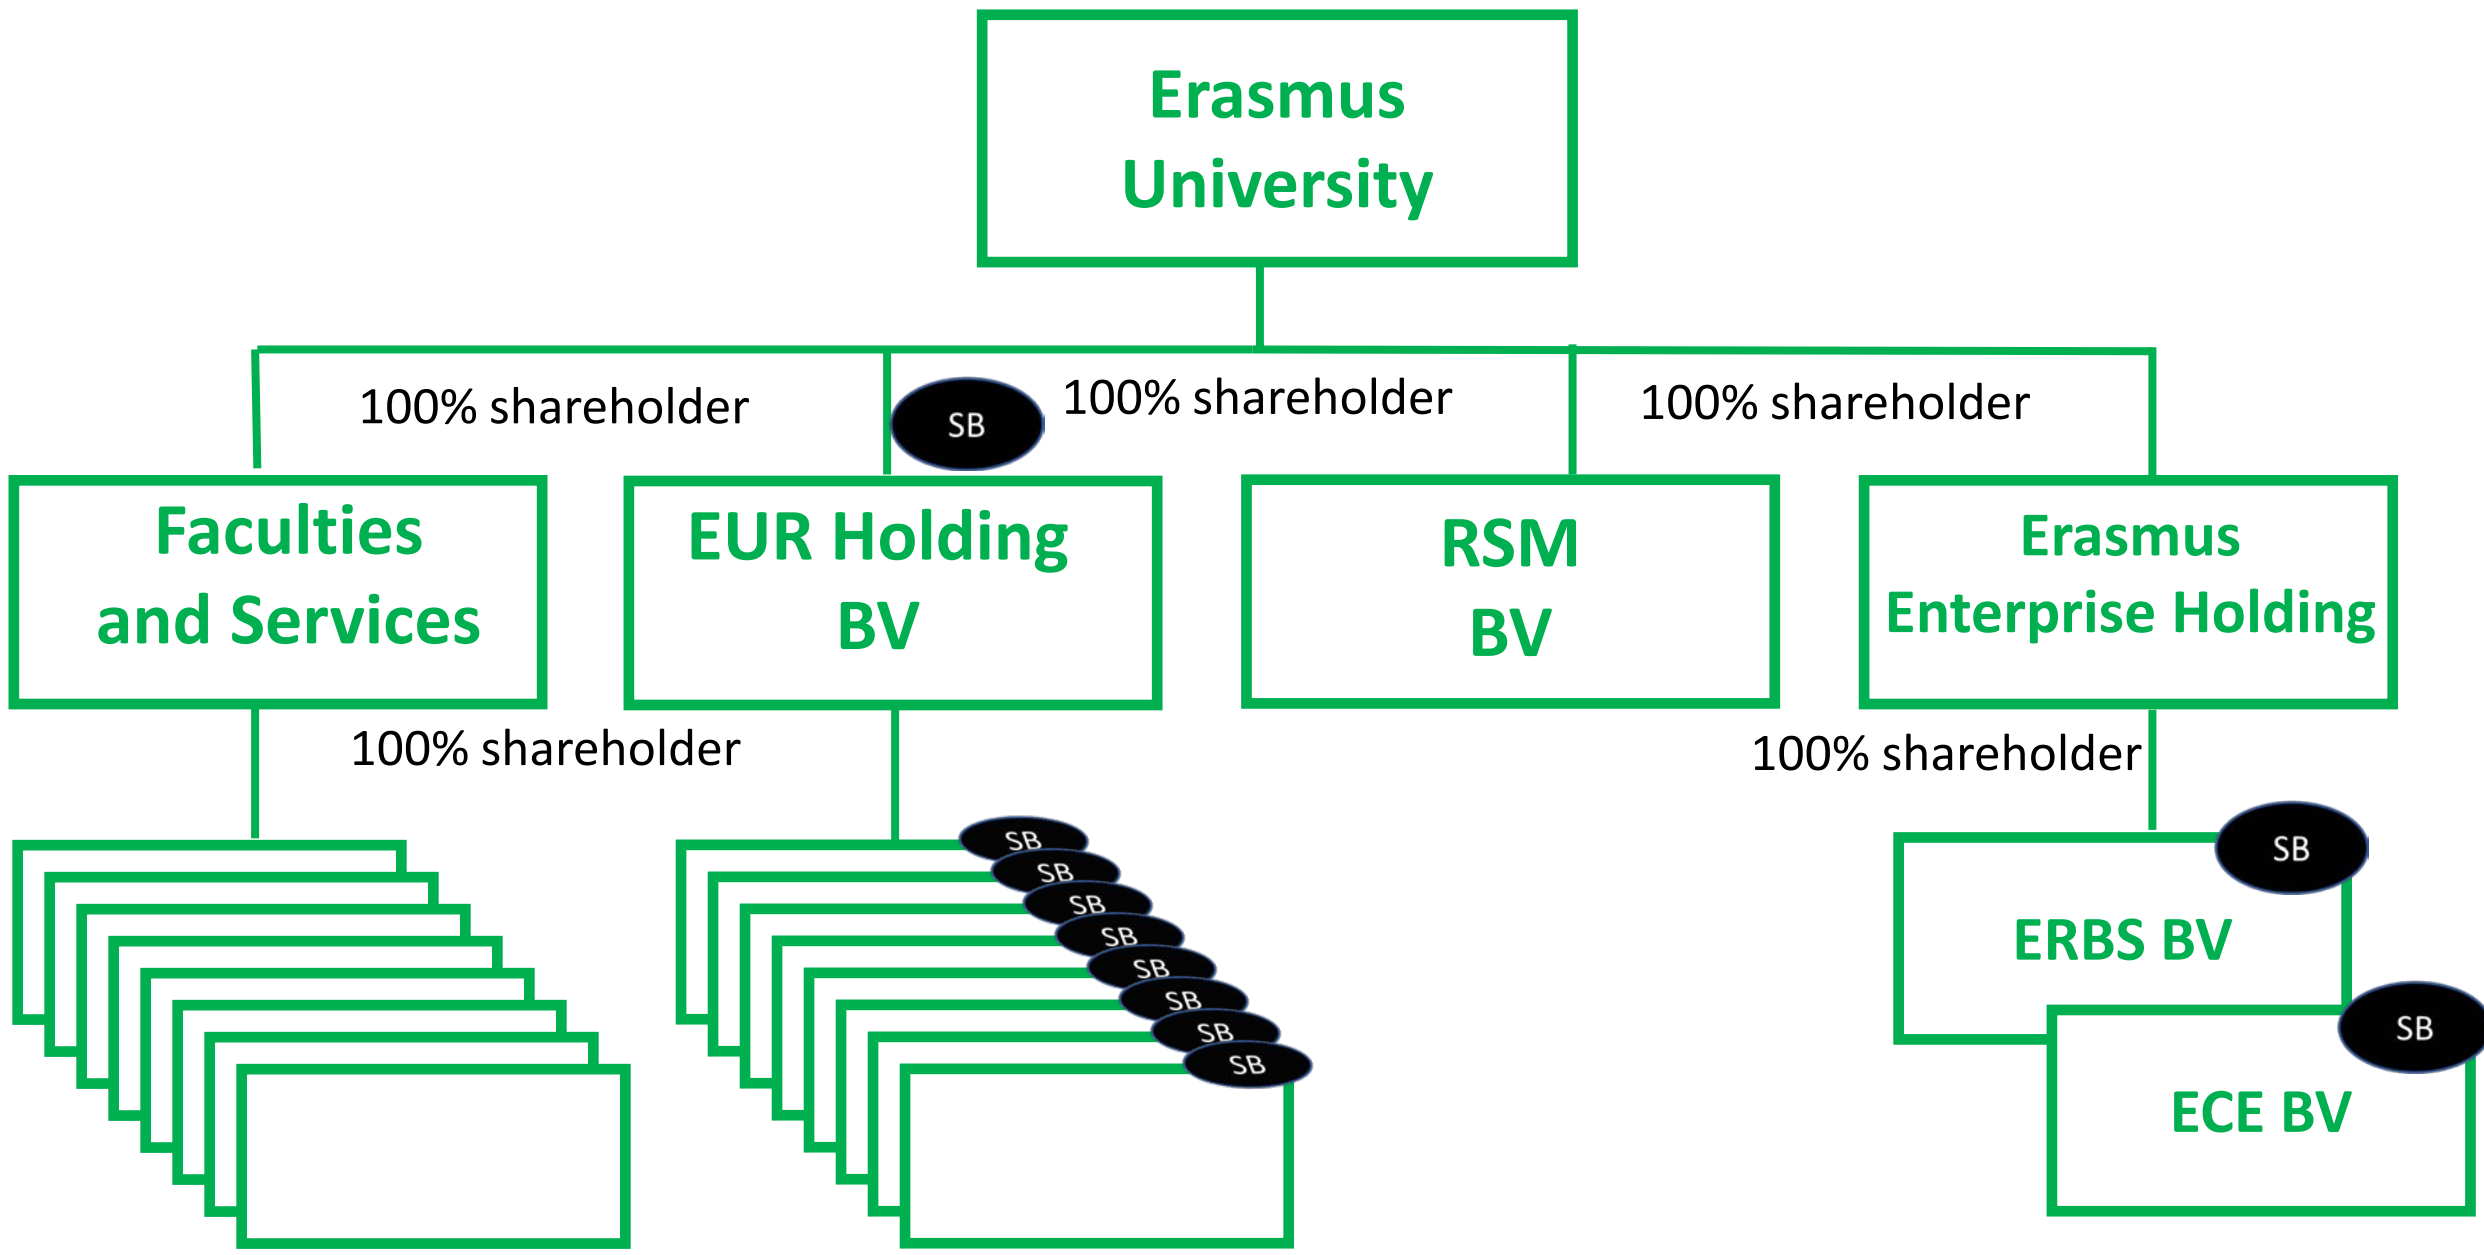 Erasmus
University
100% shareholder
SB
100% shareholder
100% shareholder
Faculties
and Services
EUR Holding
BV
RSM
BV
Erasmus
Enterprise Holding
100% shareholder
100% shareholder
SB
SB
SB
SB
SB
SB
SB
SB
SB
ERBS BV
SB
ECE BV